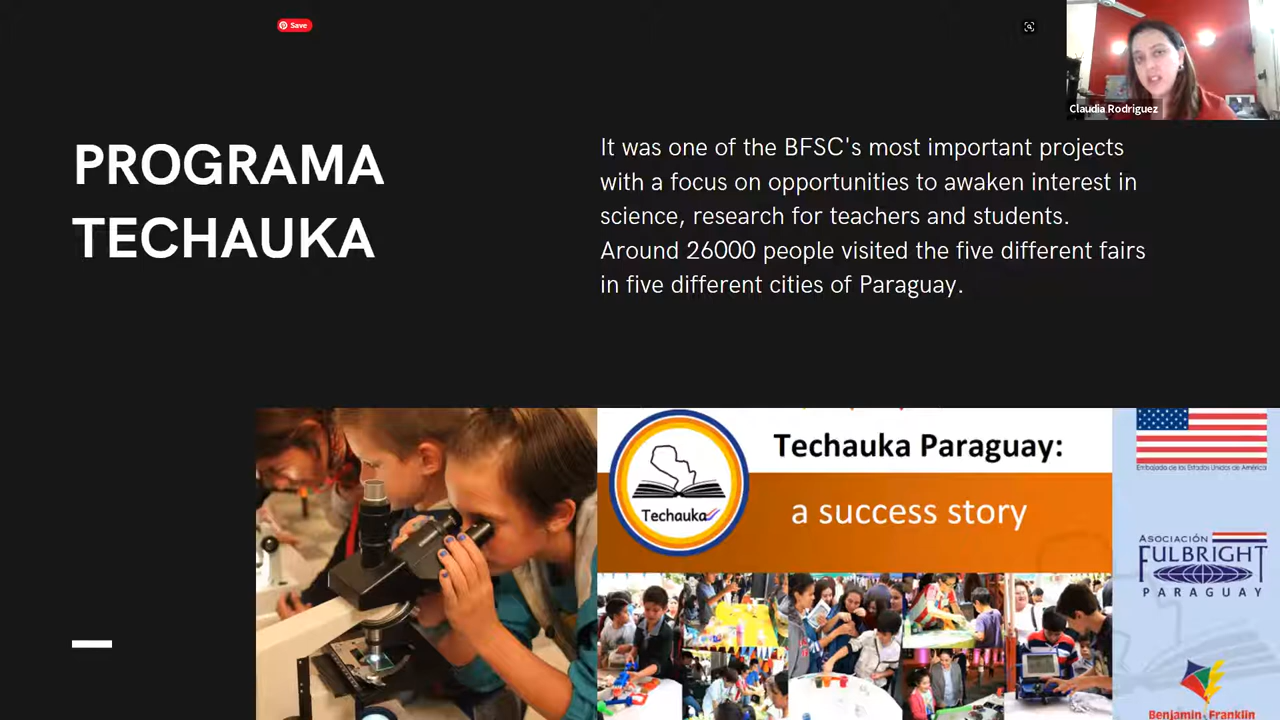 Save
Claudia Rodriguez
PROGRAMA
TECHAUKA
It was one of the BFSC's most important projects
with a focus on opportunities to awaken interest in
science, research for teachers and students.
Around 26000 people visited the five different fairs
in five different cities of Paraguay.
Techauka
Techauka Paraguay:
a success story
Embajada de los Estados Unidos de América
ASOCIACIÓN
FULBRIGHT
PARAGUAY
Benjamin Franklin